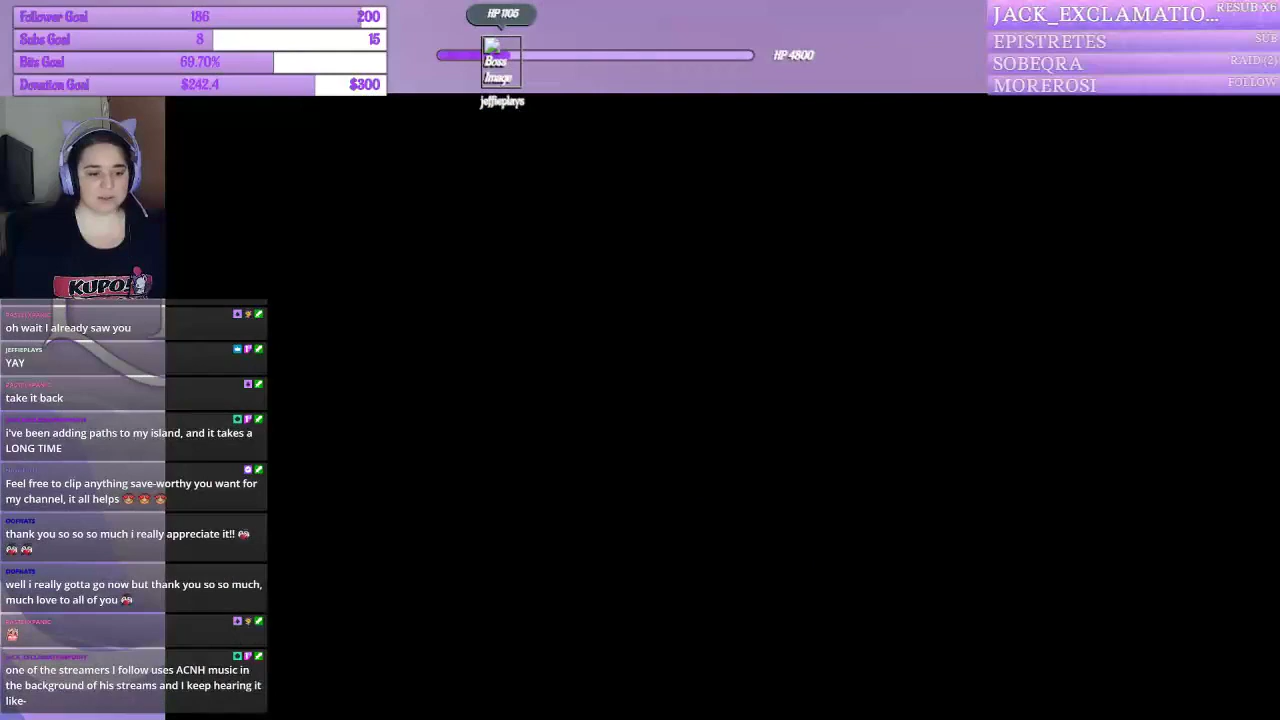 Follower Goal 186 200
Subs Goal 8 15
Bits Goal 69.70%
Donation Goal $242.4 $300
HP 1105
Boss
Image
HP 4800
jeffieplays
JACK_EXCLAMATIO... RESUB X6
EPISTRETES SUB
SOBEQRA RAID (2)
MOREROSI FOLLOW
KUPO!
PASTELXPANIC
oh wait I already saw you
JEFFIEPLAYS
YAY
PASTELXPANIC
take it back
i've been adding paths to my island, and it takes a
LONG TIME
Feel free to clip anything save-worthy you want for
my channel, it all helps
thank you so so so much i really appreciate it!!
well i really gotta go now but thank you so so much,
much love to all of you
PASTELXPANIC
one of the streamers I follow uses ACNH music in
the background of his streams and I keep hearing it
like-